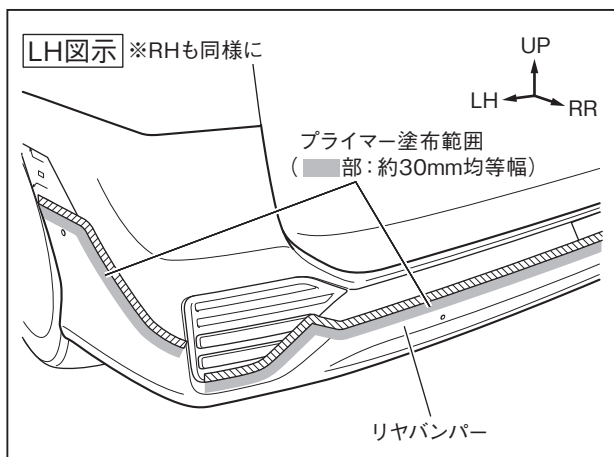 LH図示 ※RHも同様に
UP
LH
RR
プライマー塗布範囲
(　部：約30mm均等幅)
リヤバンパー